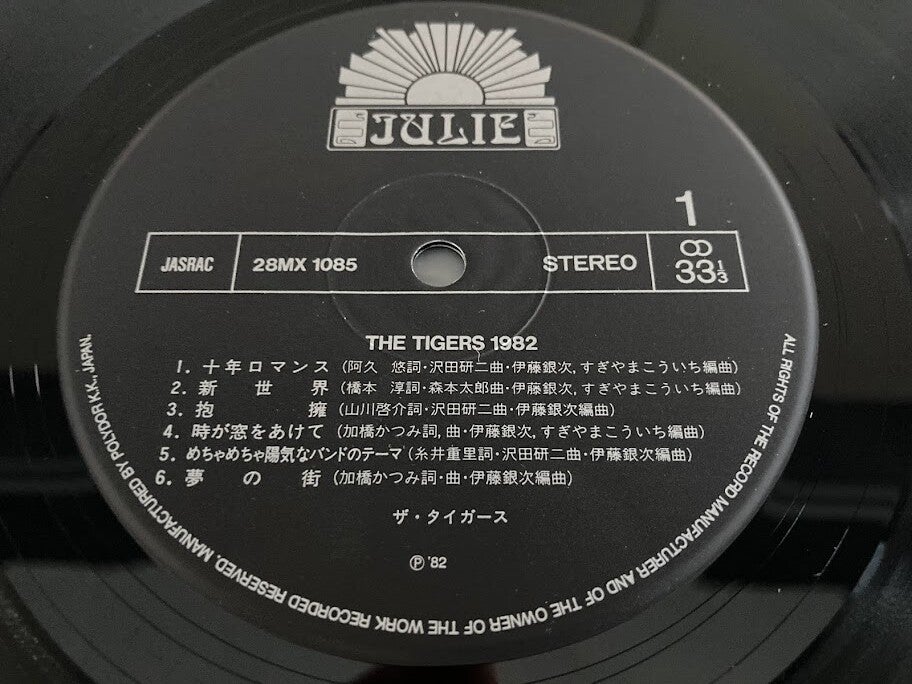 JULIE
1
JASRAC 28MX 1085 STEREO 33⅓
THE TIGERS 1982
1. 十年ロマンス (阿久 悠詞・沢田研二曲・伊藤銀次, すぎやまこういち編曲)
2. 新世界 (橋本 淳詞・森本太郎曲・伊藤銀次, すぎやまこういち編曲)
3. 抱擁 (山川啓介詞・沢田研二曲・伊藤銀次編曲)
4. 時が窓をあけて (加橋かつみ詞, 曲・伊藤銀次, すぎやまこういち編曲)
5. めちゃめちゃ陽気なバンドのテーマ (糸井重里詞・沢田研二曲・伊藤銀次編曲)
6. 夢の街 (加橋かつみ詞・曲・伊藤銀次編曲)
ザ・タイガース
Ⓟ '82
ALL RIGHTS OF THE RECORD MANUFACTURER AND OF THE OWNER OF THE WORK RECORDED RESERVED. MANUFACTURED BY POLYDOR K.K., JAPAN.